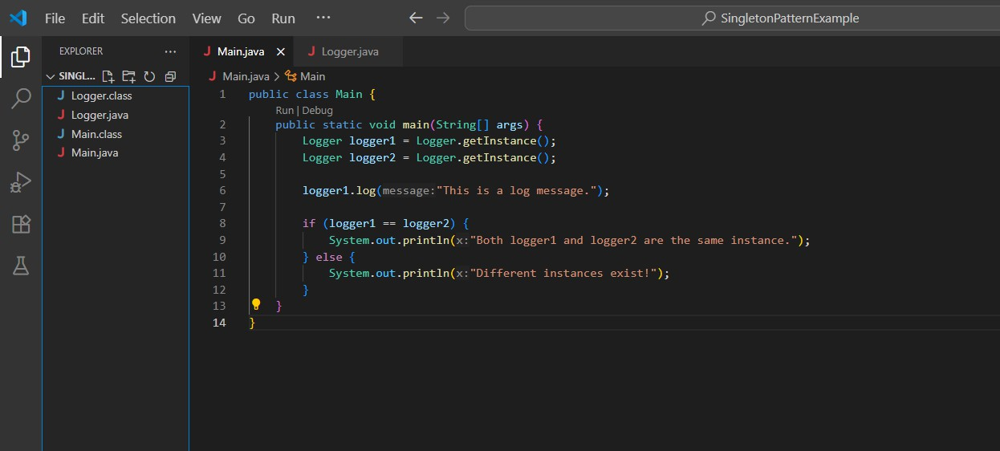 File Edit Selection View Go Run ··· SingletonPatternExample
EXPLORER ···
SINGL...
Logger.class
Logger.java
Main.class
Main.java
Main.java Logger.java
Main.java > Main
1 public class Main {
Run | Debug
2 public static void main(String[] args) {
3 Logger logger1 = Logger.getInstance();
4 Logger logger2 = Logger.getInstance();
5
6 logger1.log(message:"This is a log message.");
7
8 if (logger1 == logger2) {
9 System.out.println(x:"Both logger1 and logger2 are the same instance.");
10 } else {
11 System.out.println(x:"Different instances exist!");
12 }
13 }
14 }